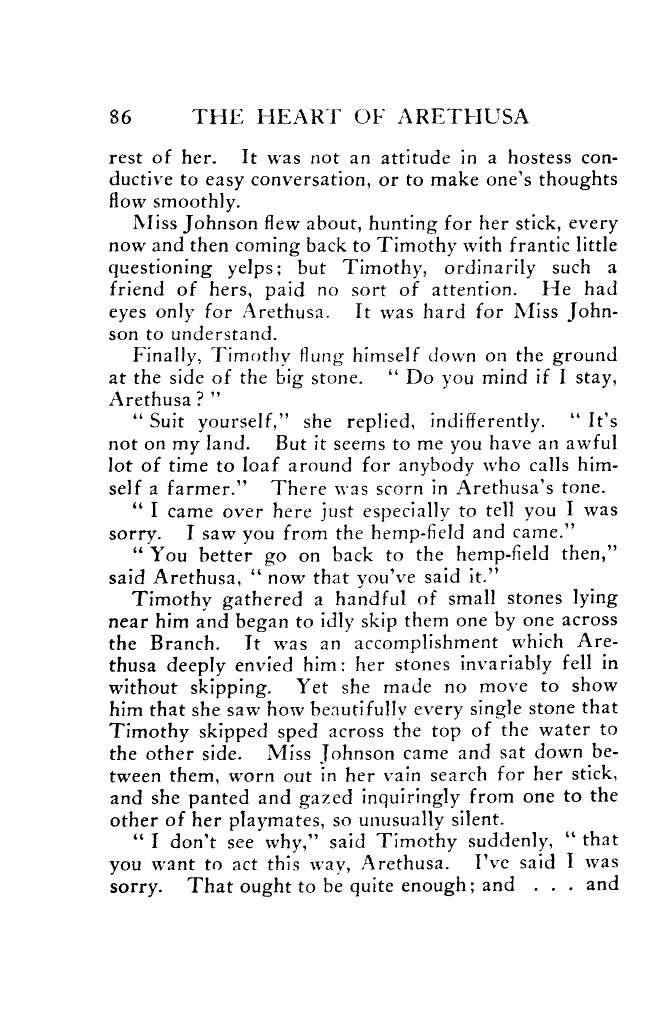 86 THE HEART OF ARETHUSA
rest of her. It was not an attitude in a hostess con-
ductive to easy conversation, or to make one's thoughts
flow smoothly.
Miss Johnson flew about, hunting for her stick, every
now and then coming back to Timothy with frantic little
questioning yelps; but Timothy, ordinarily such a
friend of hers, paid no sort of attention. He had
eyes only for Arethusa. It was hard for Miss John-
son to understand.
Finally, Timothy flung himself down on the ground
at the side of the big stone. " Do you mind if I stay,
Arethusa ? "
" Suit yourself," she replied, indifferently. " It's
not on my land. But it seems to me you have an awful
lot of time to loaf around for anybody who calls him-
self a farmer." There was scorn in Arethusa's tone.
" I came over here just especially to tell you I was
sorry. I saw you from the hemp-field and came."
" You better go on back to the hemp-field then,"
said Arethusa, " now that you've said it."
Timothy gathered a handful of small stones lying
near him and began to idly skip them one by one across
the Branch. It was an accomplishment which Are-
thusa deeply envied him: her stones invariably fell in
without skipping. Yet she made no move to show
him that she saw how beautifully every single stone that
Timothy skipped sped across the top of the water to
the other side. Miss Johnson came and sat down be-
tween them, worn out in her vain search for her stick,
and she panted and gazed inquiringly from one to the
other of her playmates, so unusually silent.
" I don't see why," said Timothy suddenly, " that
you want to act this way, Arethusa. I've said I was
sorry. That ought to be quite enough; and . . . and